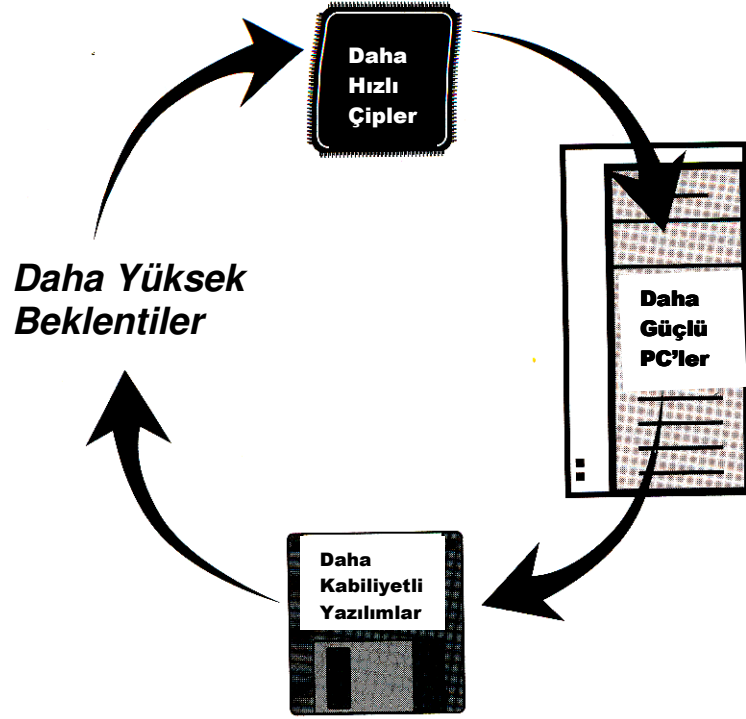 Daha
Hızlı
Çipler
Daha Yüksek
Beklentiler
Daha
Güçlü
PC’ler
Daha
Kabiliyetli
Yazılımlar